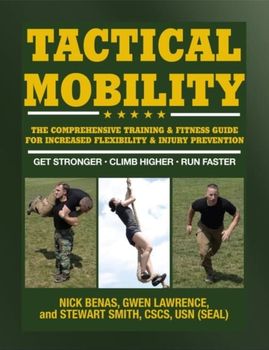 TACTICAL
MOBILITY
THE COMPREHENSIVE TRAINING & FITNESS GUIDE
FOR INCREASED FLEXIBILITY & INJURY PREVENTION
GET STRONGER • CLIMB HIGHER • RUN FASTER
NICK BENAS, GWEN LAWRENCE,
and STEWART SMITH, CSCS, USN (SEAL)